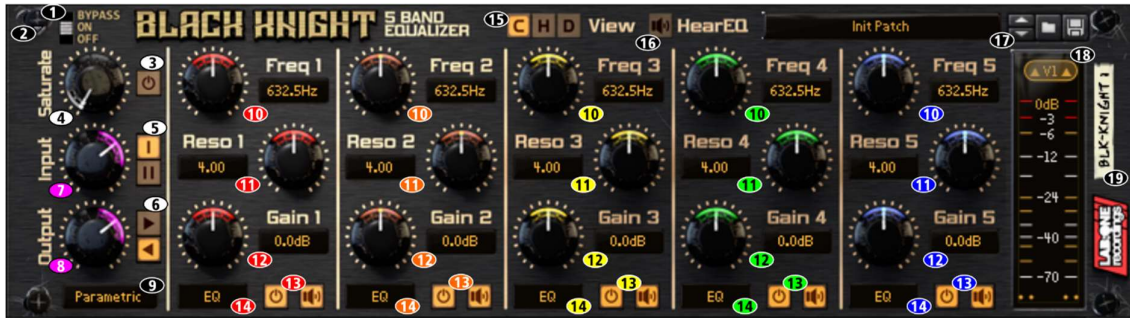 1 BYPASS
2 ON
OFF
BLACK KNIGHT 5 BAND EQUALIZER
15 C H D View 16 HearEQ
Init Patch
17 18
Saturate 3 4
Input 5 7
Output 6 8
Parametric 9
Freq 1 632.5Hz 10
Reso 1 4.00 11
Gain 1 0.0dB 12
EQ 13 14
Freq 2 632.5Hz 10
Reso 2 4.00 11
Gain 2 0.0dB 12
EQ 13 14
Freq 3 632.5Hz 10
Reso 3 4.00 11
Gain 3 0.0dB 12
EQ 13 14
Freq 4 632.5Hz 10
Reso 4 4.00 11
Gain 4 0.0dB 12
EQ 13 14
Freq 5 632.5Hz 10
Reso 5 4.00 11
Gain 5 0.0dB 12
EQ 13 14
V1
0dB
-3
-6
-12
-24
-40
-70
19
LAB ONE
recordings